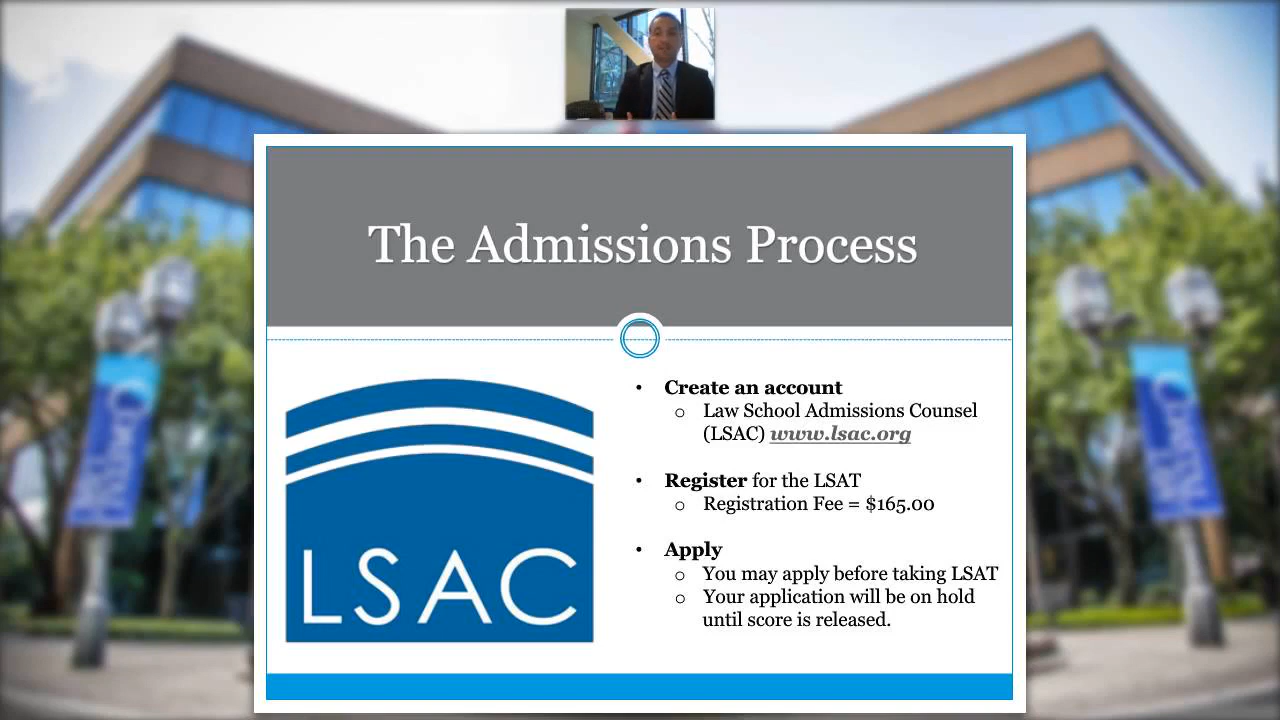 The Admissions Process
LSAC
• Create an account
o Law School Admissions Counsel
(LSAC) www.lsac.org
• Register for the LSAT
o Registration Fee = $165.00
• Apply
o You may apply before taking LSAT
o Your application will be on hold
until score is released.